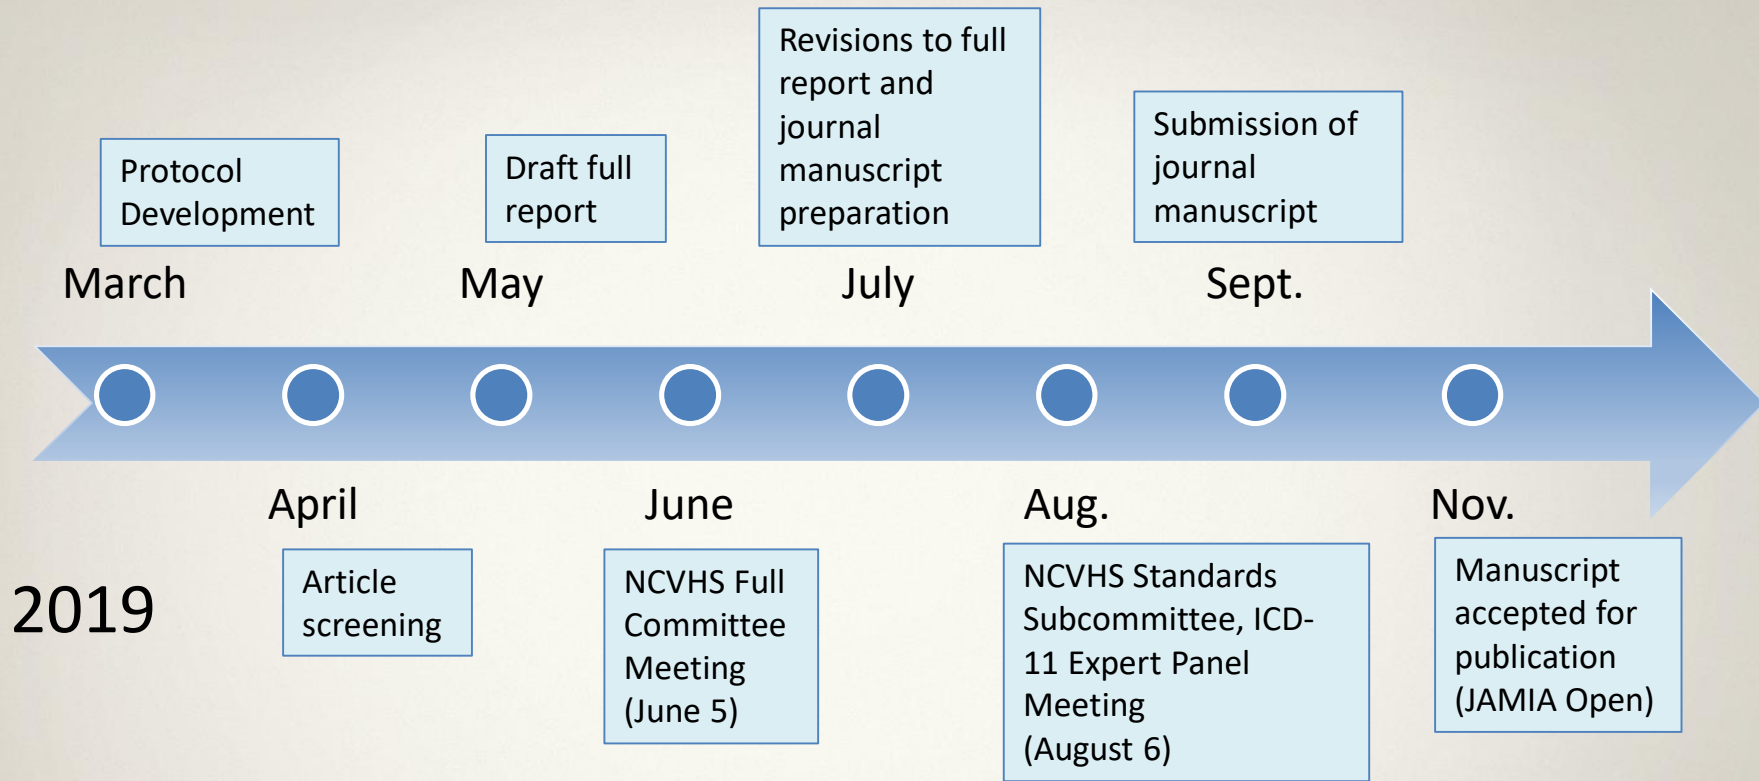 Protocol
Development
March
Draft full
report
May
Revisions to full
report and
journal
manuscript
preparation
July
Submission of
journal
manuscript
Sept.
2019
April
Article
screening
June
NCVHS Full
Committee
Meeting
(June 5)
Aug.
NCVHS Standards
Subcommittee, ICD-
11 Expert Panel
Meeting
(August 6)
Nov.
Manuscript
accepted for
publication
(JAMIA Open)